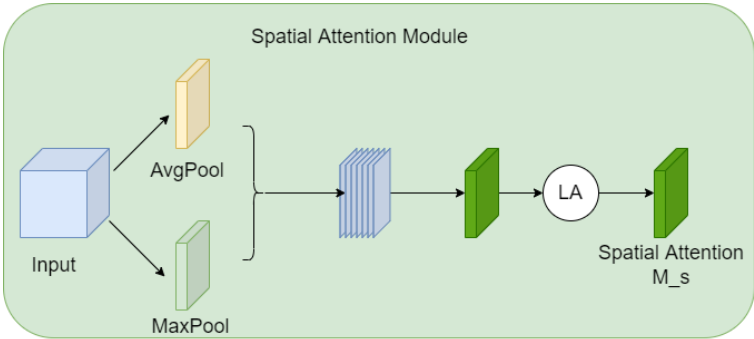 Spatial Attention Module
AvgPool
LA
Input
Spatial Attention
M_s
MaxPool